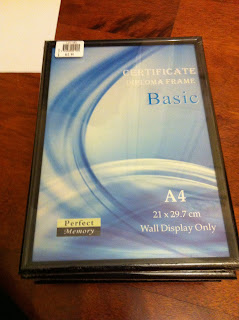 CERTIFICATE
DIPLOMA FRAME
Basic
A4
21 x 29.7 cm
Wall Display Only
Perfect
Memory